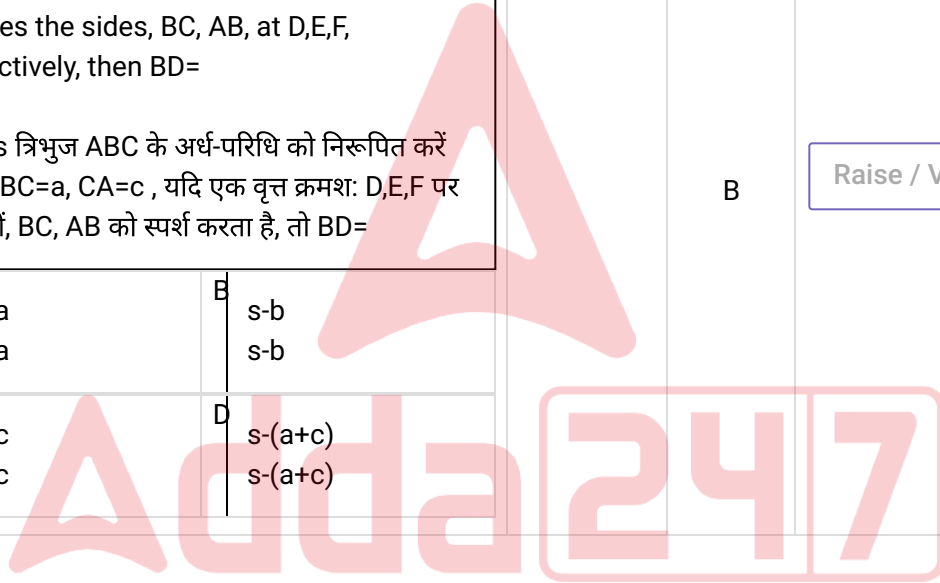 es the sides, BC, AB, at D,E,F,
ctively, then BD=
s त्रिभुज ABC के अर्ध-परिधि को निरूपित करें
BC=a, CA=c , यदि एक वृत्त क्रमश: D,E,F पर
, BC, AB को स्पर्श करता है, तो BD=
B
Raise / V
a
B
s-b
a
s-b
c
D
s-(a+c)
c
s-(a+c)
Adda247